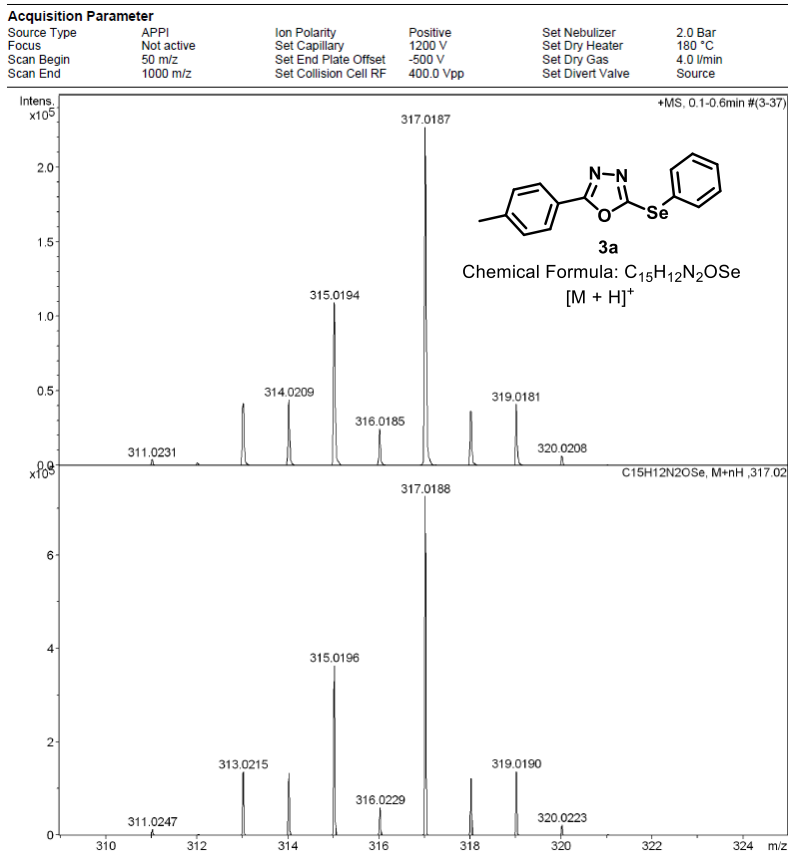 Acquisition Parameter
Source Type APPI Ion Polarity Positive Set Nebulizer 2.0 Bar
Focus Not active Set Capillary 1200 V Set Dry Heater 180 °C
Scan Begin 50 m/z Set End Plate Offset -500 V Set Dry Gas 4.0 l/min
Scan End 1000 m/z Set Collision Cell RF 400.0 Vpp Set Divert Valve Source
Intens.
x10⁵
+MS, 0.1-0.6min #(3-37)
317.0187
2.0
N N
O Se
3a
Chemical Formula: C₁₅H₁₂N₂OSe
[M + H]⁺
1.5
315.0194
1.0
0.5
314.0209
319.0181
316.0185
311.0231
320.0208
0.0
x10⁵
C15H12N2OSe, M+nH ,317.02
317.0188
6
4
315.0196
2
313.0215
319.0190
316.0229
311.0247
320.0223
0
310 312 314 316 318 320 322 324 m/z